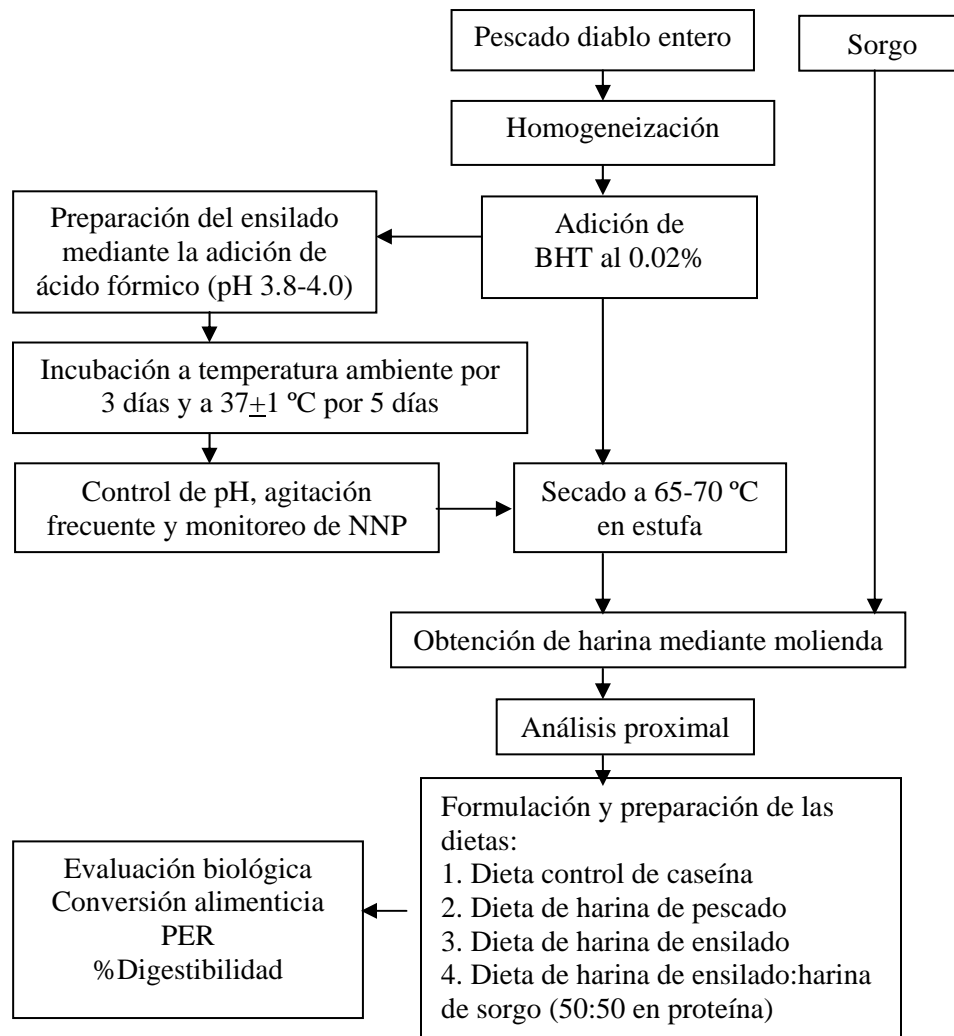 Pescado diablo entero
Sorgo
Homogeneización
Preparación del ensilado
mediante la adición de
ácido fórmico (pH 3.8-4.0)
Adición de
BHT al 0.02%
Incubación a temperatura ambiente por
3 días y a 37+1 ºC por 5 días
Control de pH, agitación
frecuente y monitoreo de NNP
Secado a 65-70 ºC
en estufa
Obtención de harina mediante molienda
Análisis proximal
Formulación y preparación de las
dietas:
1. Dieta control de caseína
2. Dieta de harina de pescado
3. Dieta de harina de ensilado
4. Dieta de harina de ensilado:harina
de sorgo (50:50 en proteína)
Evaluación biológica
Conversión alimenticia
PER
%Digestibilidad